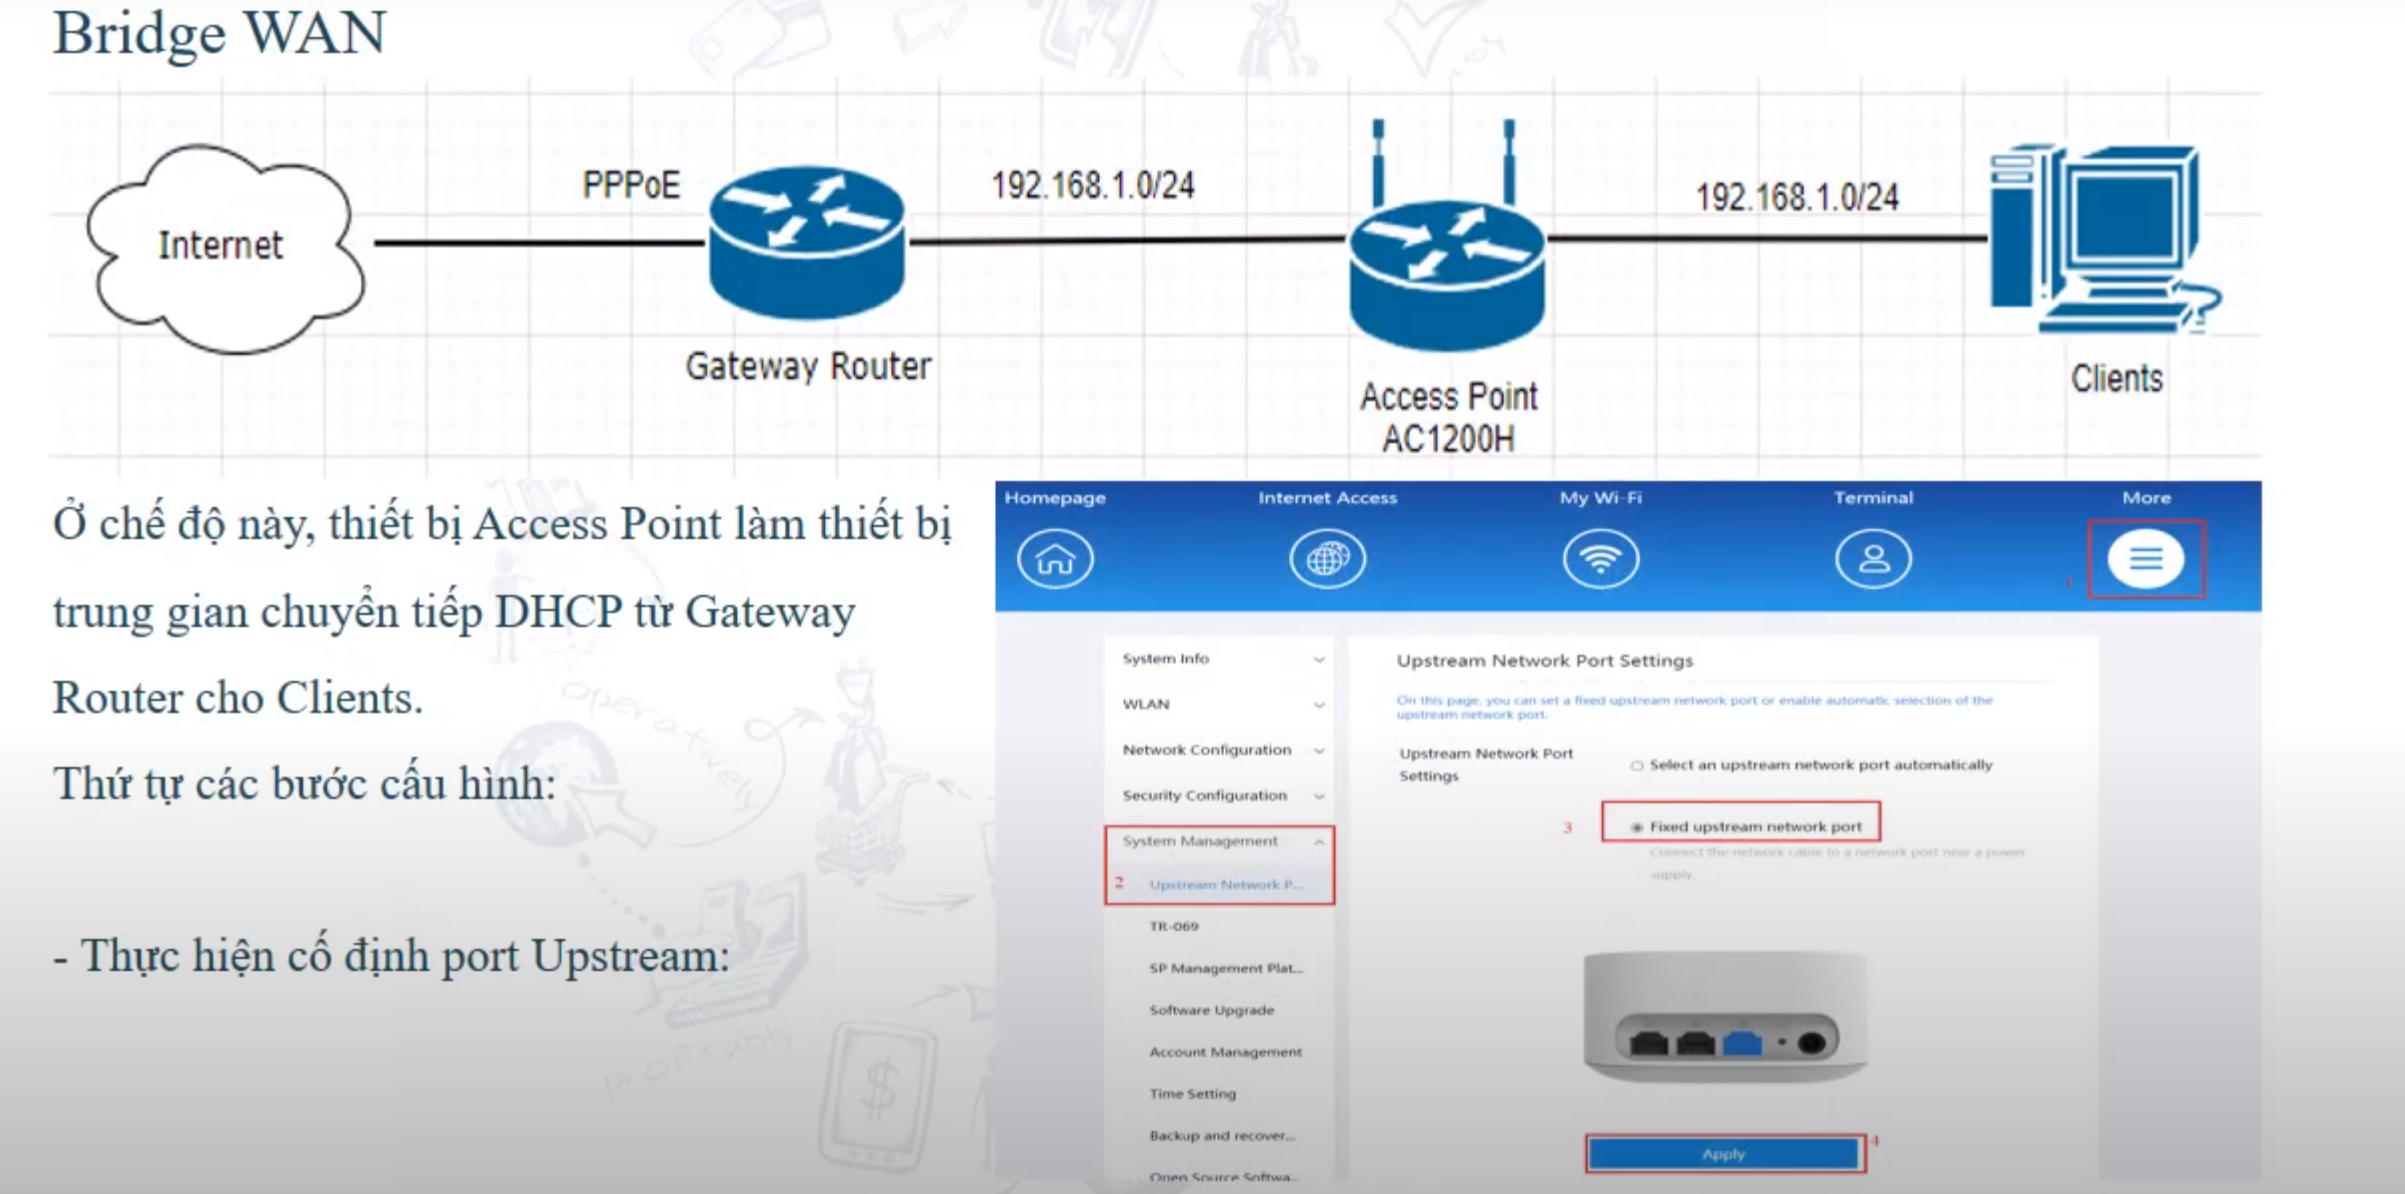 Bridge WAN
Internet
PPPoE
192.168.1.0/24
192.168.1.0/24
Gateway Router
Access Point
AC1200H
Clients
Ở chế độ này, thiết bị Access Point làm thiết bị
trung gian chuyển tiếp DHCP từ Gateway
Router cho Clients.
Thứ tự các bước cấu hình:
- Thực hiện cố định port Upstream:
Homepage
Internet Access
My Wi-Fi
Terminal
More
1
System Info
WLAN
Network Configuration
Security Configuration
System Management
2 Upstream Network P...
TR-069
SP Management Plat...
Software Upgrade
Account Management
Time Setting
Backup and recover...
Open Source Softwa...
Upstream Network Port Settings
On this page, you can set a fixed upstream network port or enable automatic selection of the
upstream network port.
Upstream Network Port
Settings
Select an upstream network port automatically
3 Fixed upstream network port
Connect the network cable to a network port near a power
supply.
Apply 4
operatively
profitably
$